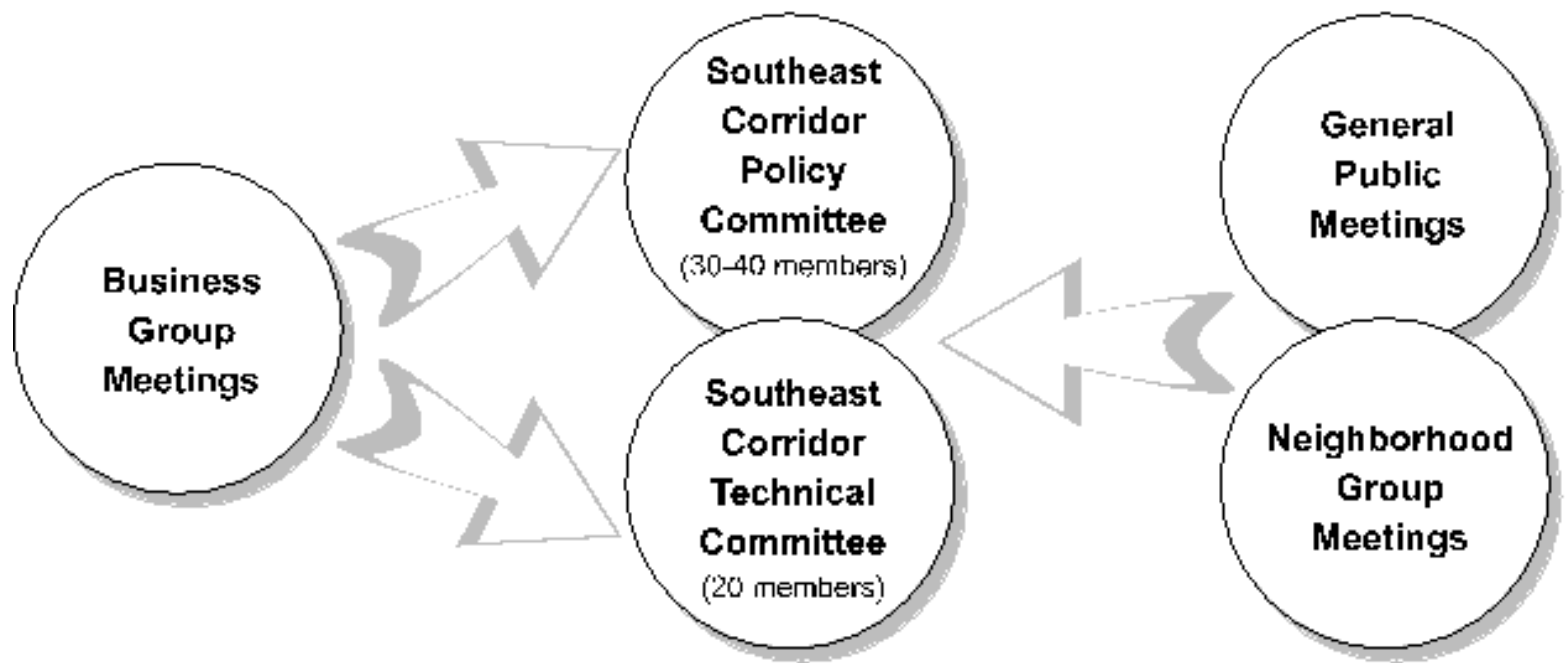 Business
Group
Meetings
Southeast
Corridor
Policy
Committee
(30-40 members)
Southeast
Corridor
Technical
Committee
(20 members)
General
Public
Meetings
Neighborhood
Group
Meetings